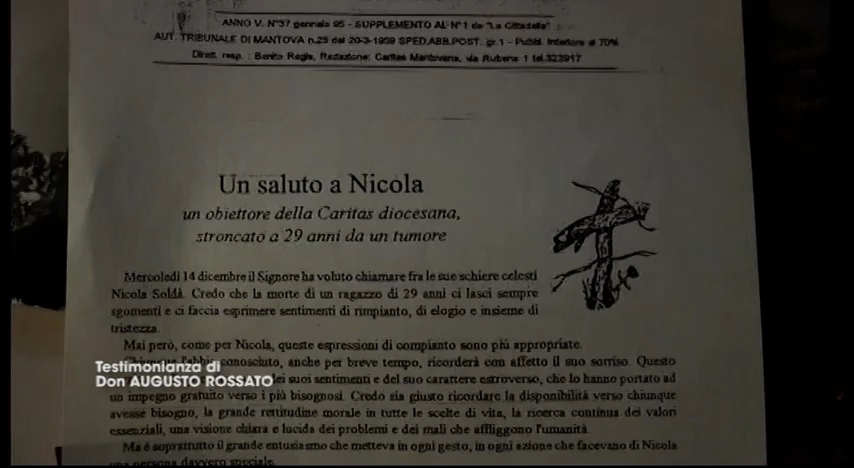 ANNO V. N°37 gennaio 95 - SUPPLEMENTO AL N°1 de "La Cittadella"
AUT. TRIBUNALE DI MANTOVA n.25 del 20-3-1959 SPED.ABB.POST. gr.1 - Pubbl. Inferiore al 70%
Dirett. resp. : Benito Regis, Redazione: Caritas Mantovana, via Rubens 1 tel.323917
Un saluto a Nicola
un obiettore della Caritas diocesana,
stroncato a 29 anni da un tumore
Mercoledì 14 dicembre il Signore ha voluto chiamare fra le sue schiere celesti
Nicola Soldà. Credo che la morte di un ragazzo di 29 anni ci lasci sempre
sgomenti e ci faccia esprimere sentimenti di rimpianto, di elogio e insieme di
tristezza.
Mai però, come per Nicola, queste espressioni di compianto sono più appropriate.
Chiunque l'abbia conosciuto, anche per breve tempo, ricorderà con affetto il suo sorriso. Questo
dei suoi sentimenti e del suo carattere estroverso, che lo hanno portato ad
un impegno gratuito verso i più bisognosi. Credo sia giusto ricordare la disponibilità verso chiunque
avesse bisogno, la grande rettitudine morale in tutte le scelte di vita, la ricerca continua dei valori
essenziali, una visione chiara e lucida dei problemi e dei mali che affliggono l'umanità.
Ma è soprattutto il grande entusiasmo che metteva in ogni gesto, in ogni azione che facevano di Nicola
una persona davvero speciale.
Testimonianza di
Don AUGUSTO ROSSATO